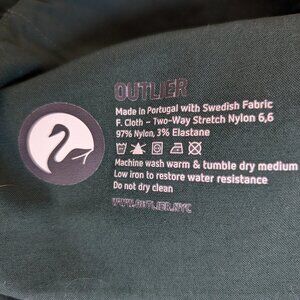 OUTLIER
Made in Portugal with Swedish Fabric
F. Cloth – Two-Way Stretch Nylon 6,6
97% Nylon, 3% Elastane
Machine wash warm & tumble dry medium
Low iron to restore water resistance
Do not dry clean
WWW.OUTLIER.NYC